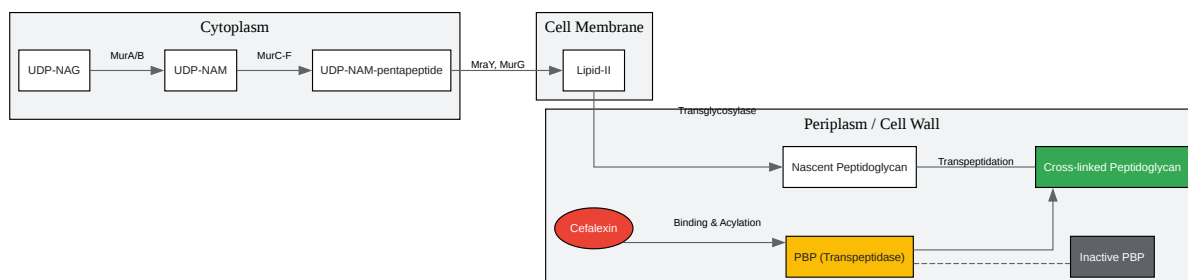 Cytoplasm
Cell Membrane
MurA/B
MurC-F
UDP-NAG
UDP-NAM
UDP-NAM-pentapeptide
MraY, MurG
Lipid-II
Transglycosylase
Periplasm / Cell Wall
Nascent Peptidoglycan
Transpeptidation
Cross-linked Peptidoglycan
Cefalexin
Binding & Acylation
PBP (Transpeptidase)
Inactive PBP